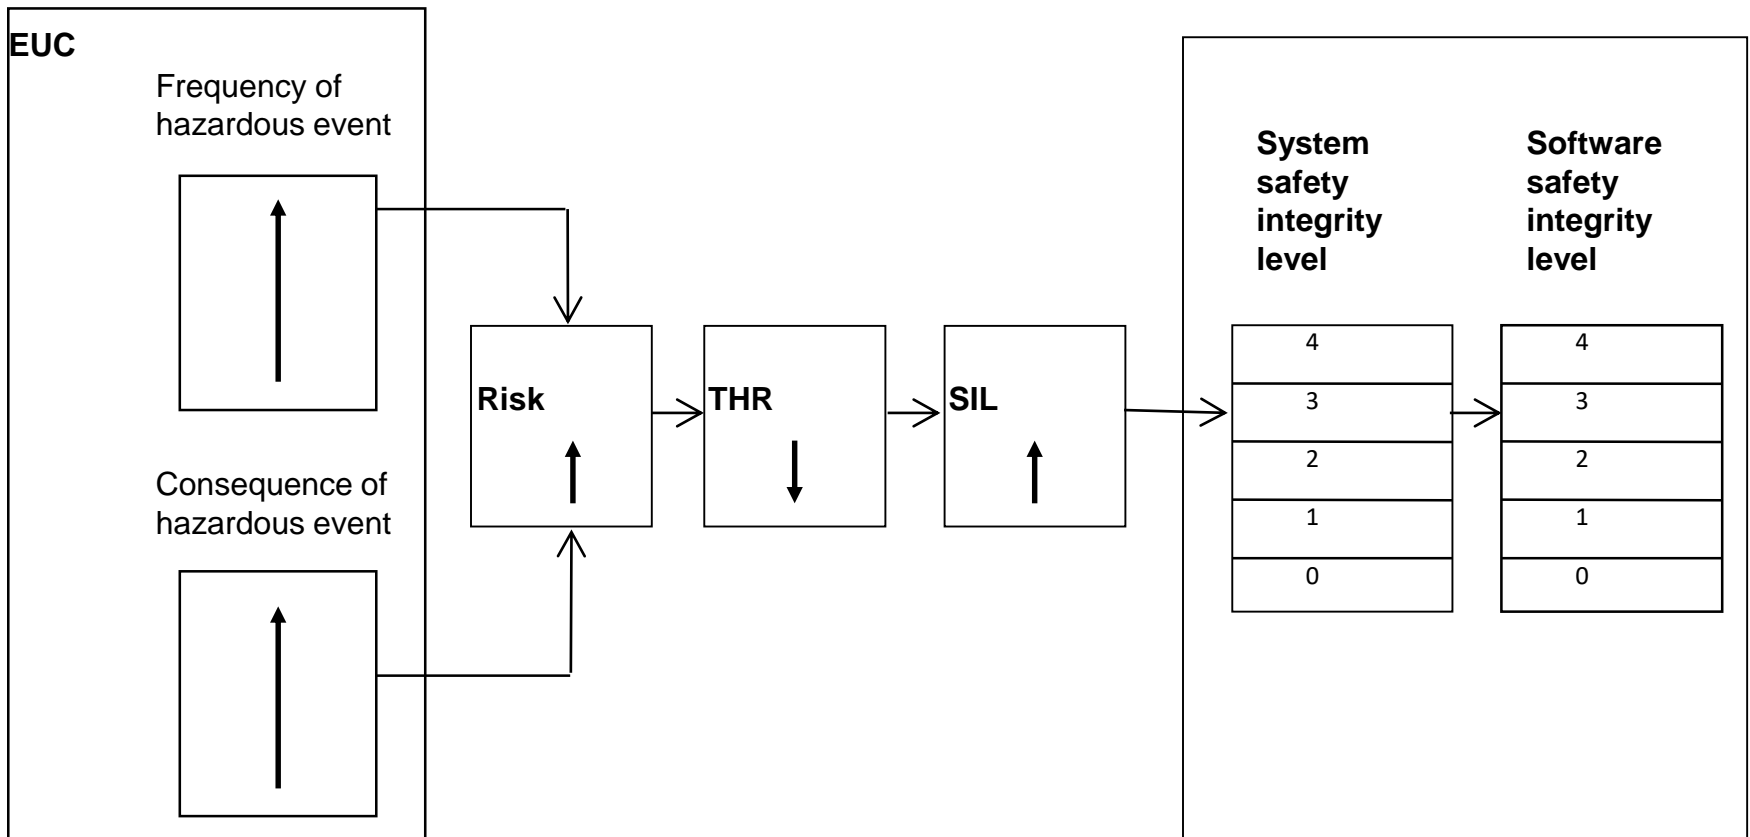 EUC
Frequency of
hazardous event
Consequence of
hazardous event
Risk
THR
SIL
System
safety
integrity
level
4
3
2
1
0
Software
safety
integrity
level
4
3
2
1
0